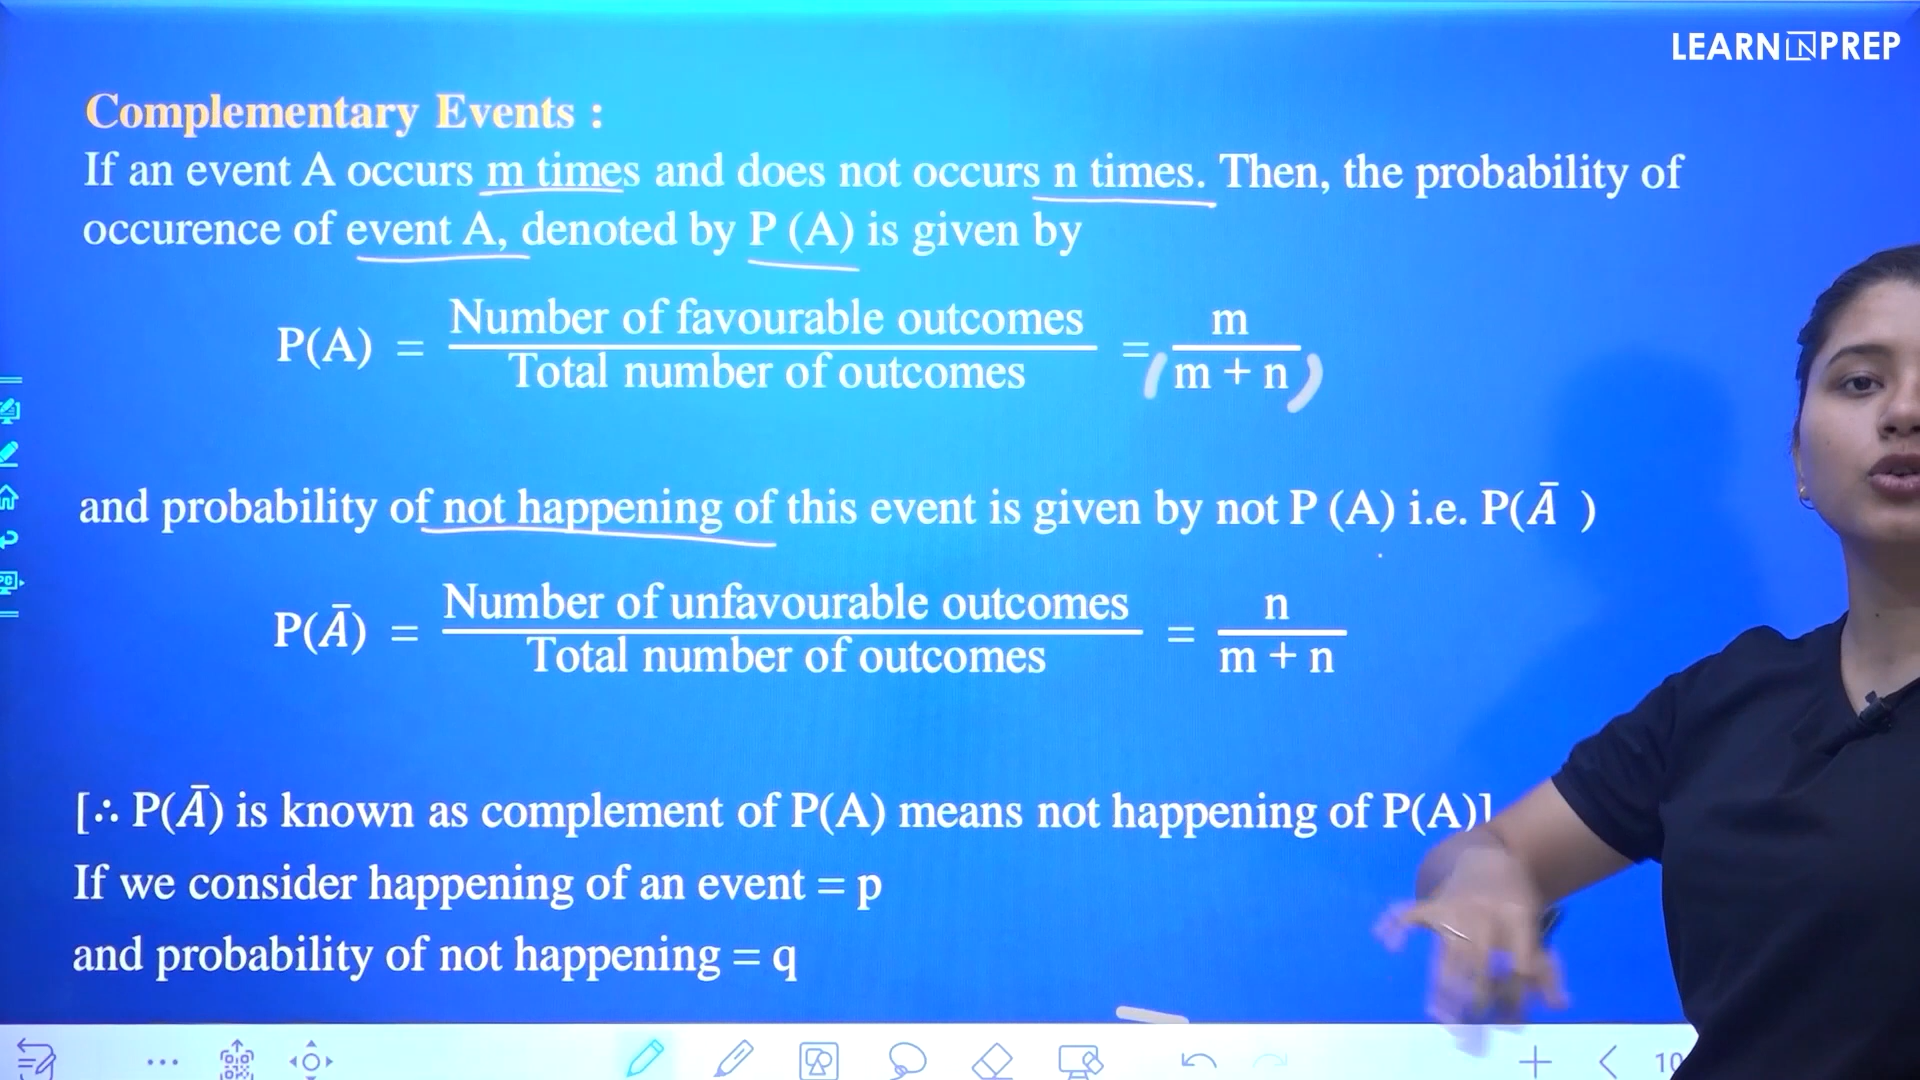 LEARN N PREP
Complementary Events :
If an event A occurs m times and does not occurs n times. Then, the probability of
occurence of event A, denoted by P (A) is given by
P(A) = Number of favourable outcomes / Total number of outcomes = m / (m + n)
and probability of not happening of this event is given by not P (A) i.e. P(Ā )
P(Ā) = Number of unfavourable outcomes / Total number of outcomes = n / m + n
[∴ P(Ā) is known as complement of P(A) means not happening of P(A)]
If we consider happening of an event = p
and probability of not happening = q
10